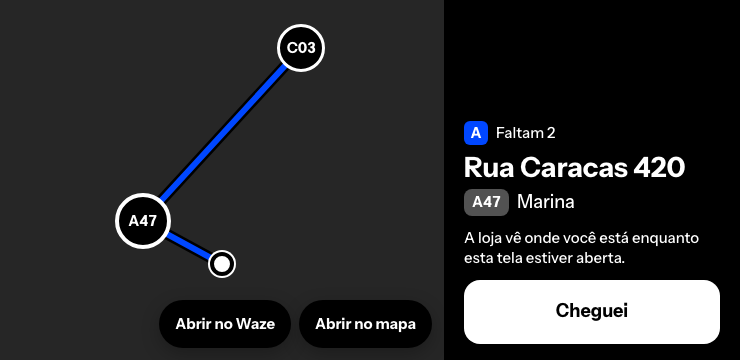 C03
A47
Abrir no Waze
Abrir no mapa
A Faltam 2
Rua Caracas 420
A47 Marina
A loja vê onde você está enquanto
esta tela estiver aberta.
Cheguei